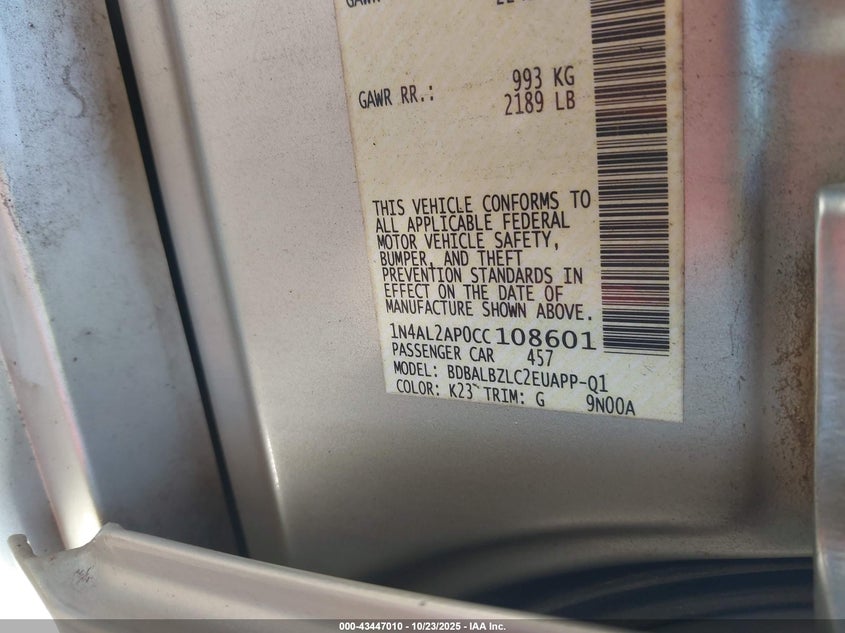 GAWR RR.: 993 KG
2189 LB
THIS VEHICLE CONFORMS TO
ALL APPLICABLE FEDERAL
MOTOR VEHICLE SAFETY,
BUMPER, AND THEFT
PREVENTION STANDARDS IN
EFFECT ON THE DATE OF
MANUFACTURE SHOWN ABOVE.
1N4AL2AP0CC108601
PASSENGER CAR 457
MODEL: BDBALBZLC2EUAPP-Q1
COLOR: K23 TRIM: G 9N00A
000-43447010 - 10/23/2025 - IAA Inc.